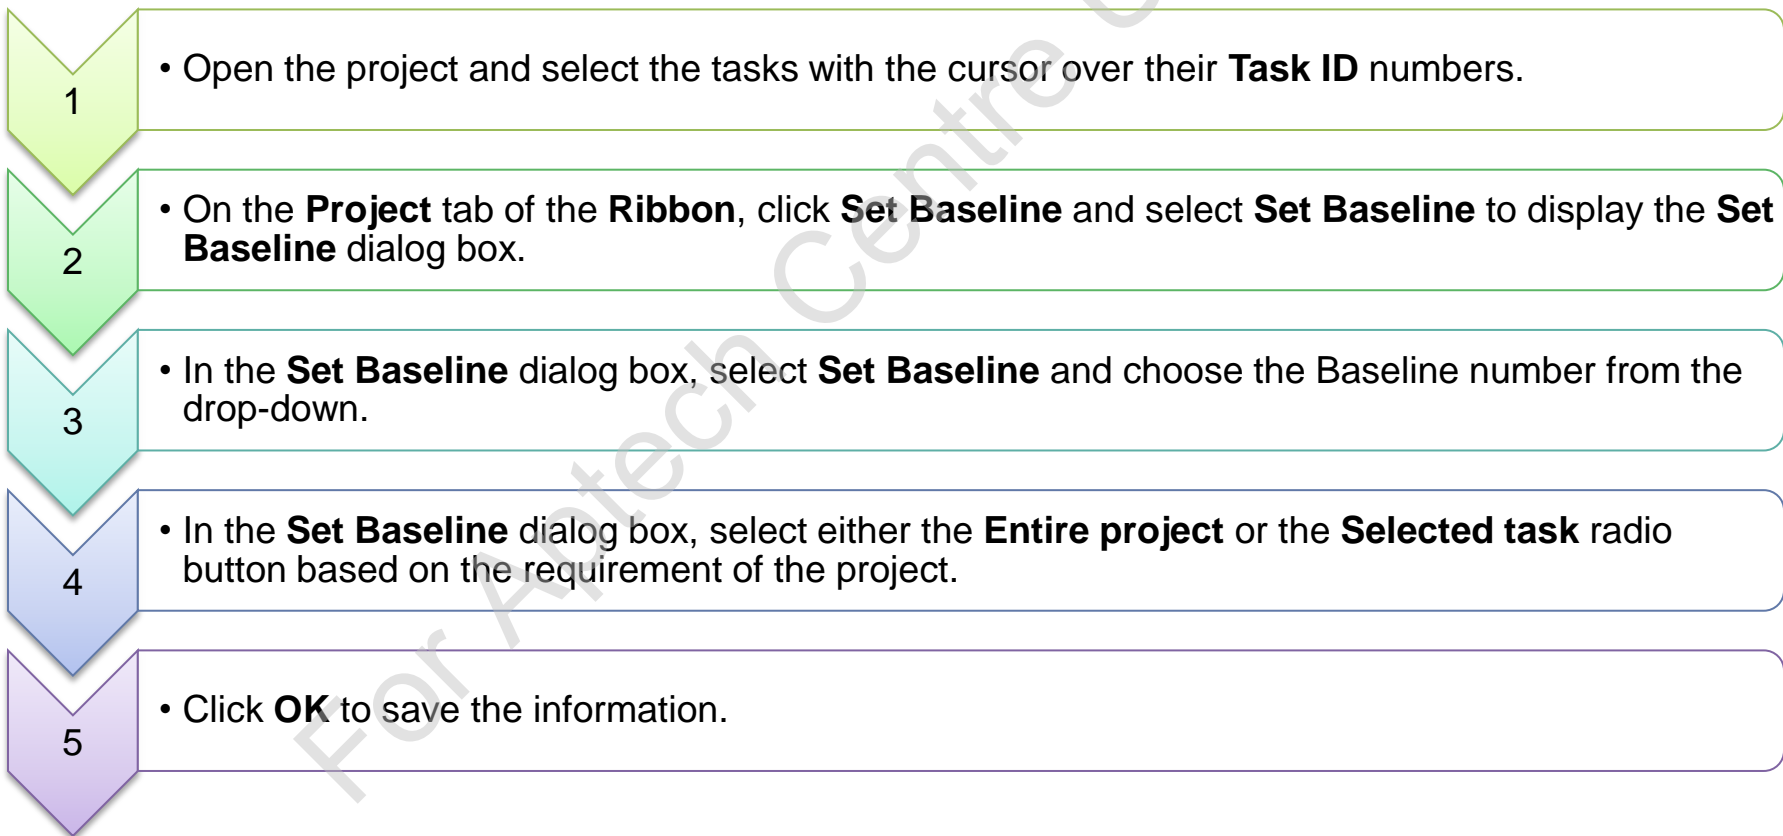 1
• Open the project and select the tasks with the cursor over their Task ID numbers.
2
• On the Project tab of the Ribbon, click Set Baseline and select Set Baseline to display the Set
Baseline dialog box.
3
• In the Set Baseline dialog box, select Set Baseline and choose the Baseline number from the
drop-down.
4
• In the Set Baseline dialog box, select either the Entire project or the Selected task radio
button based on the requirement of the project.
5
• Click OK to save the information.
For Aptech Centre